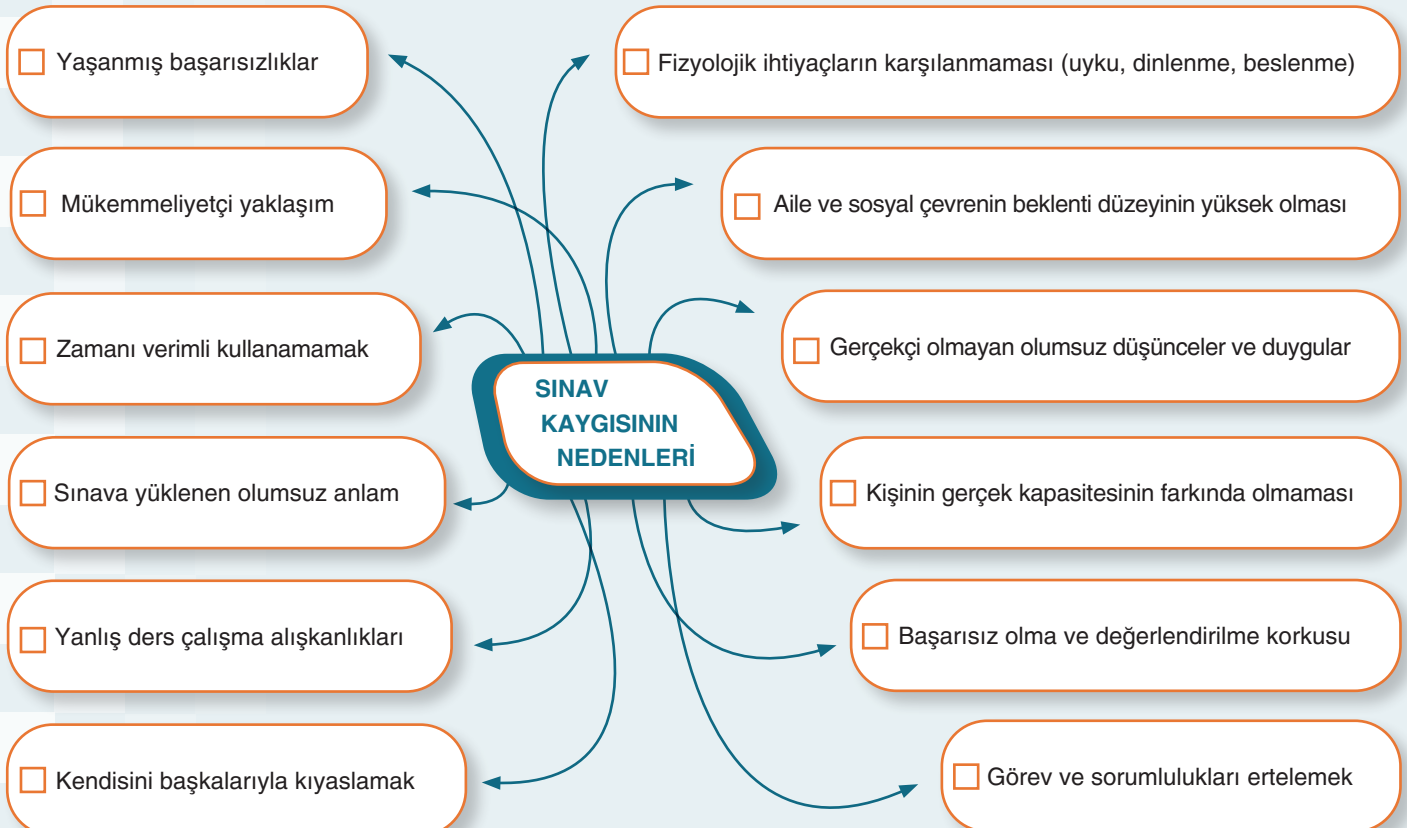 Yaşanmış başarısızlıklar
Fizyolojik ihtiyaçların karşılanmaması (uyku, dinlenme, beslenme)
Mükemmeliyetçi yaklaşım
Aile ve sosyal çevrenin beklenti düzeyinin yüksek olması
Zamanı verimli kullanamamak
Gerçekçi olmayan olumsuz düşünceler ve duygular
SINAV
KAYGISININ
NEDENLERİ
Sınava yüklenen olumsuz anlam
Kişinin gerçek kapasitesinin farkında olmaması
Yanlış ders çalışma alışkanlıkları
Başarısız olma ve değerlendirilme korkusu
Kendisini başkalarıyla kıyaslamak
Görev ve sorumlulukları ertelemek